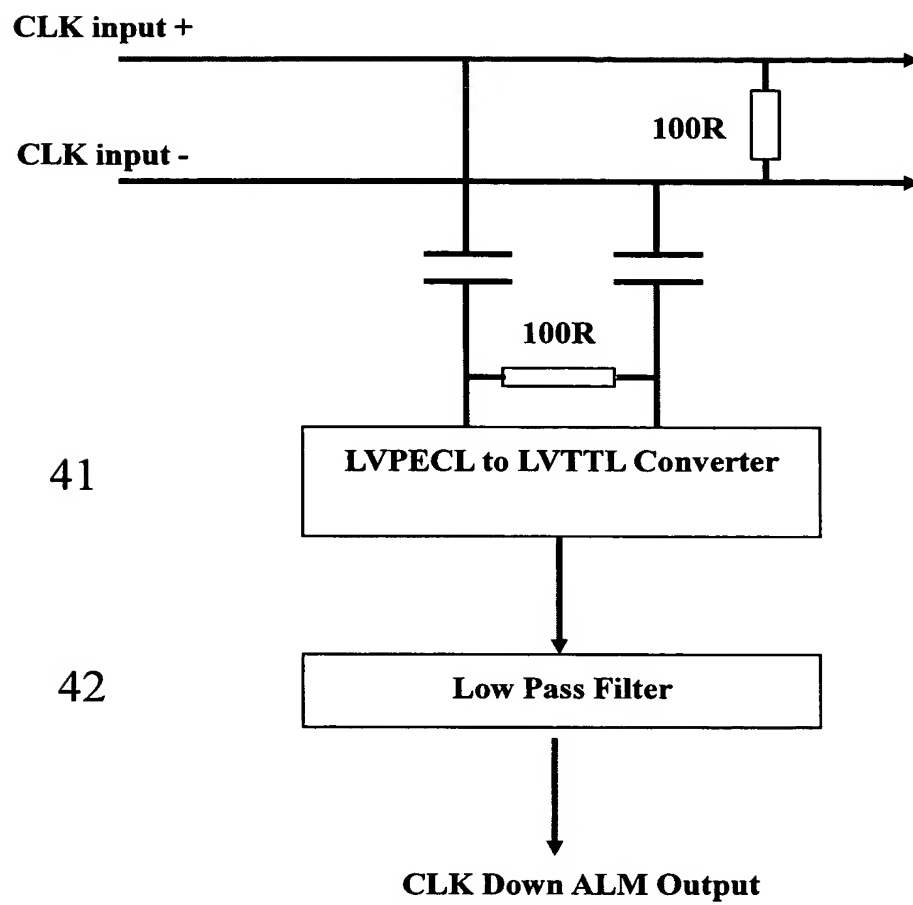 CLK input +
100R
CLK input -
100R
41
LVPECL to LVTTL Converter
42
Low Pass Filter
CLK Down ALM Output